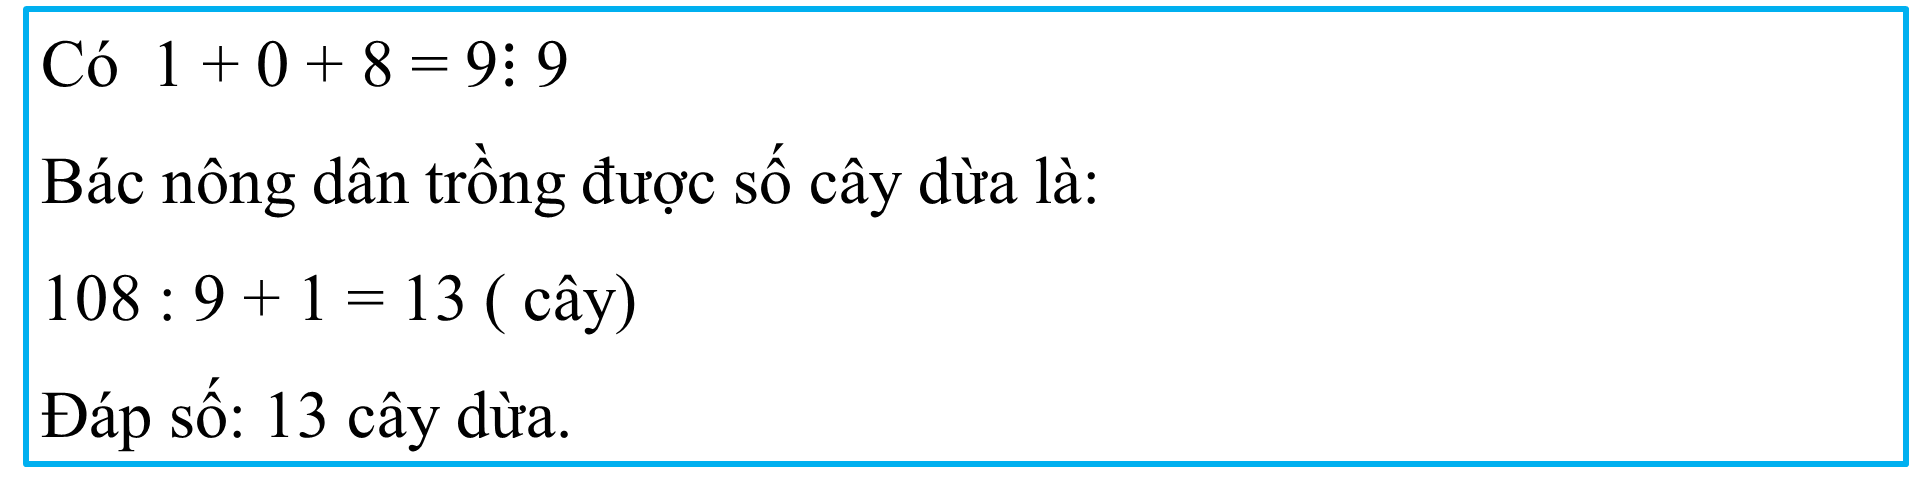 Có 1 + 0 + 8 = 9⋮ 9
Bác nông dân trồng được số cây dừa là:
108 : 9 + 1 = 13 ( cây)
Đáp số: 13 cây dừa.